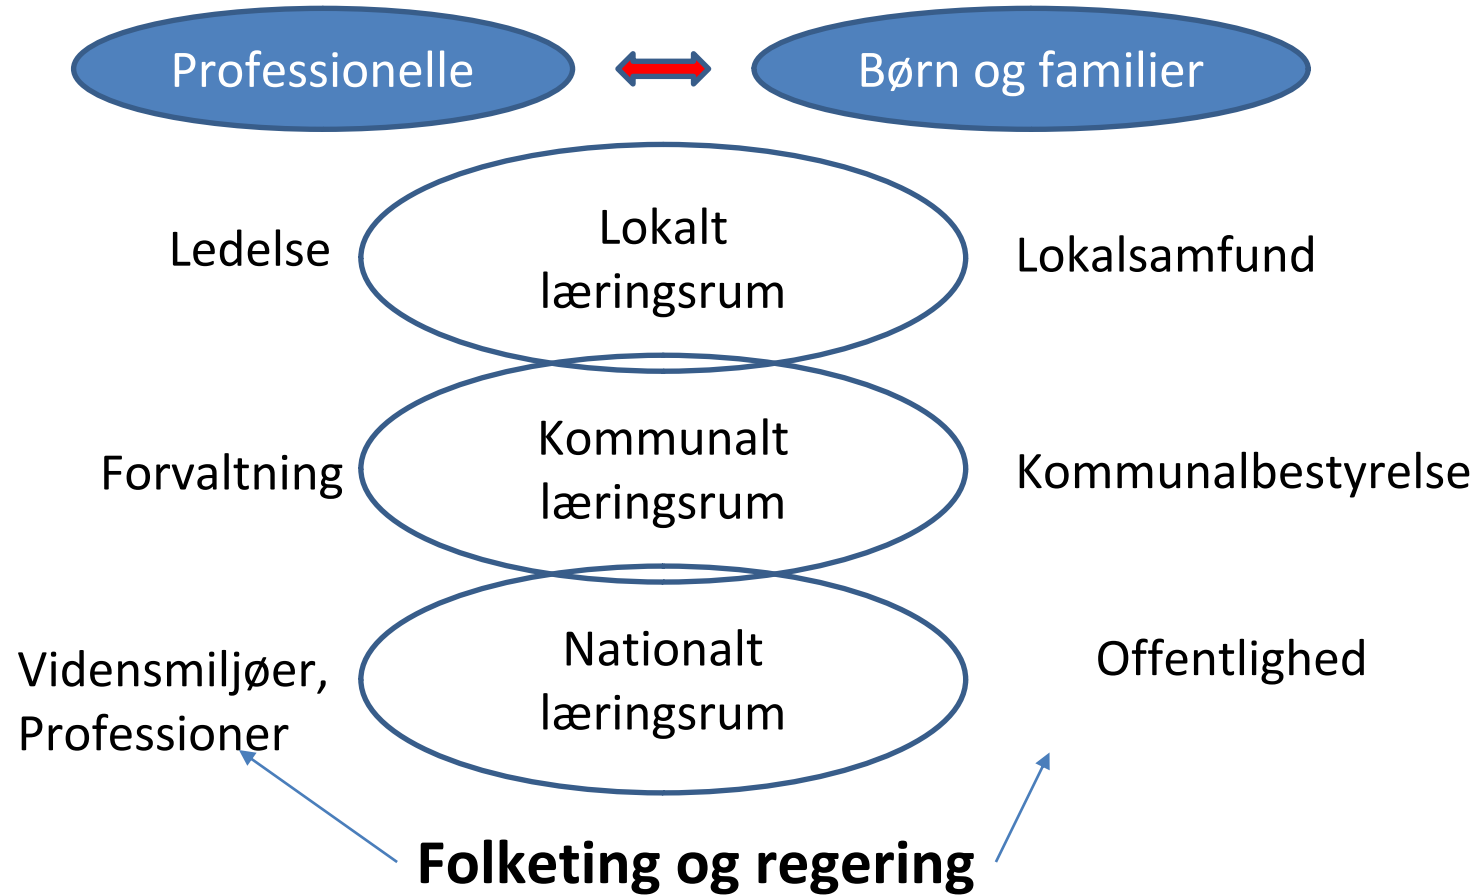 Professionelle
Børn og familier
Ledelse
Lokalt
læringsrum
Lokalsamfund
Forvaltning
Kommunalt
læringsrum
Kommunalbestyrelse
Vidensmiljøer,
Professioner
Nationalt
læringsrum
Offentlighed
Folketing og regering